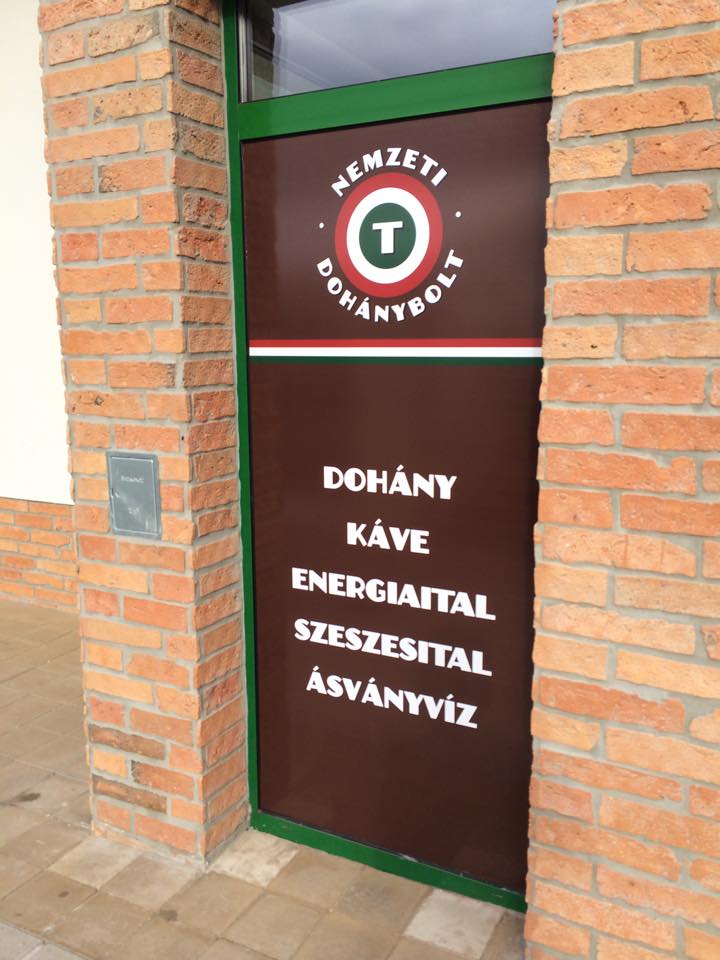 NEMZETI
T
DOHÁNYBOLT
DOHÁNY
KÁVE
ENERGIAITAL
SZESZESITAL
ÁSVÁNYVÍZ